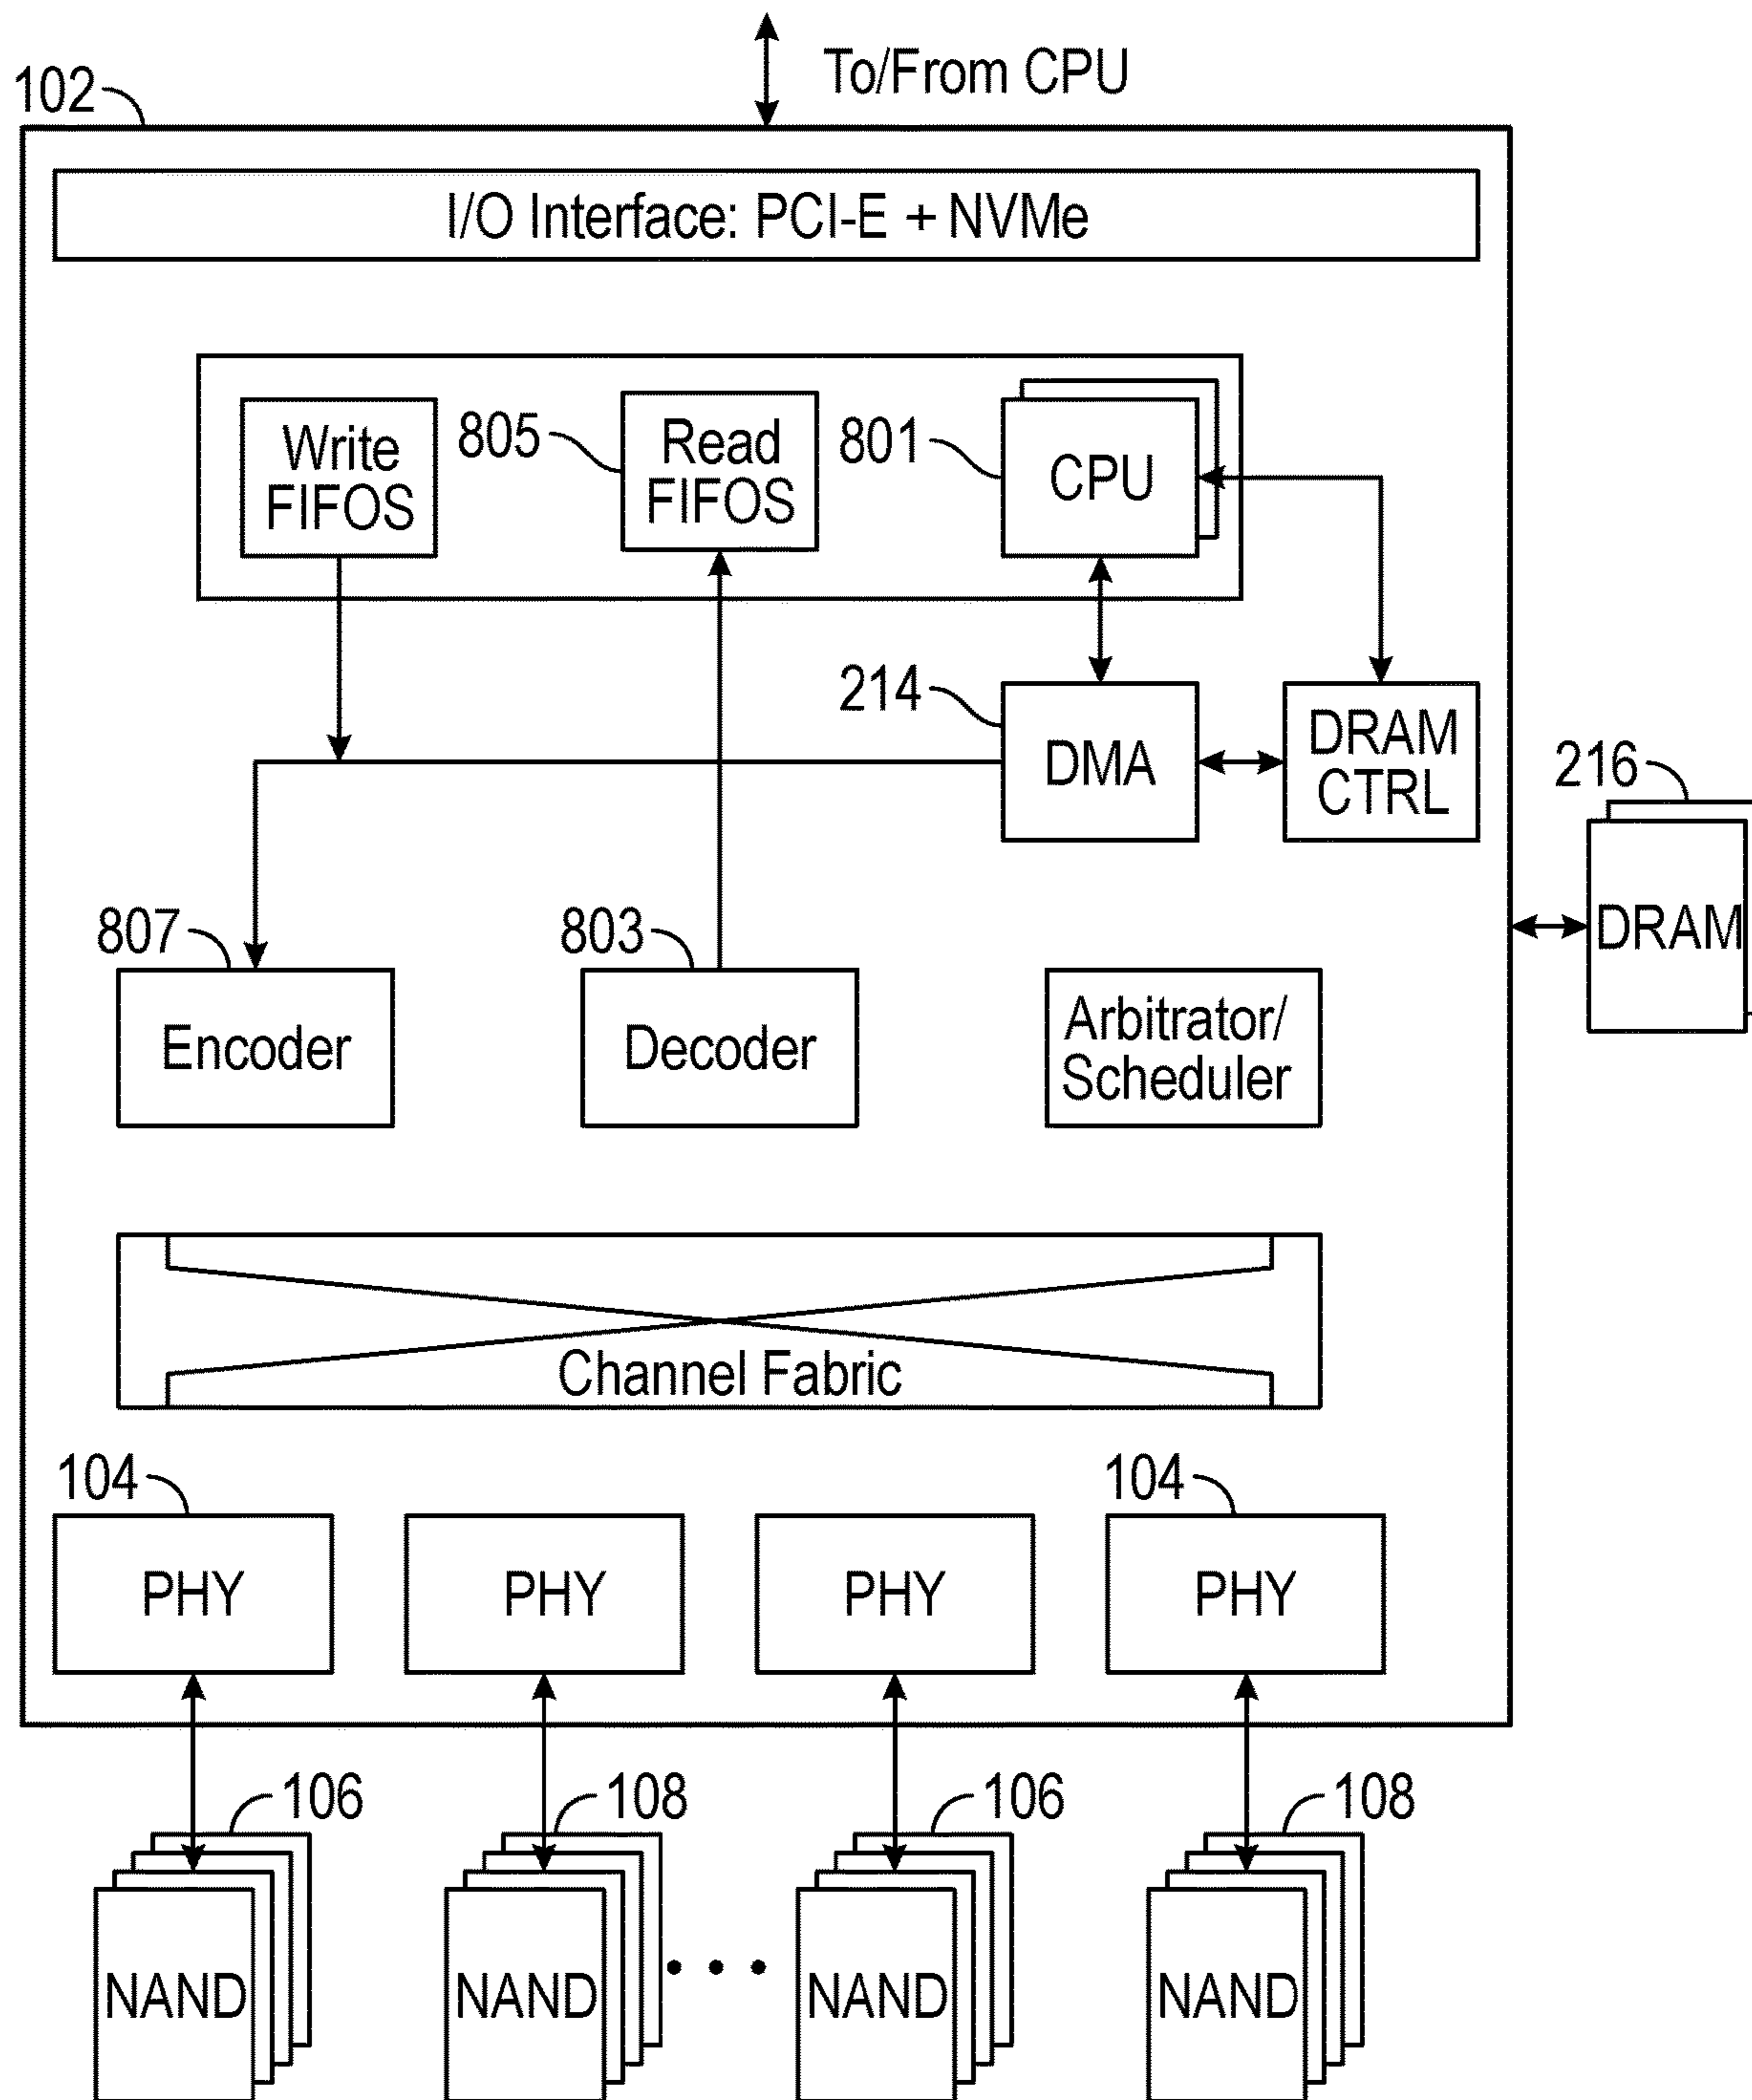 To/From CPU
102
I/O Interface: PCI-E + NVMe
Write
FIFOS
805
Read
FIFOS
801
CPU
214
DMA
DRAM
CTRL
216
DRAM
807
Encoder
803
Decoder
Arbitrator/
Scheduler
Channel Fabric
104
104
PHY
PHY
PHY
PHY
106
108
106
108
NAND
NAND
NAND
NAND